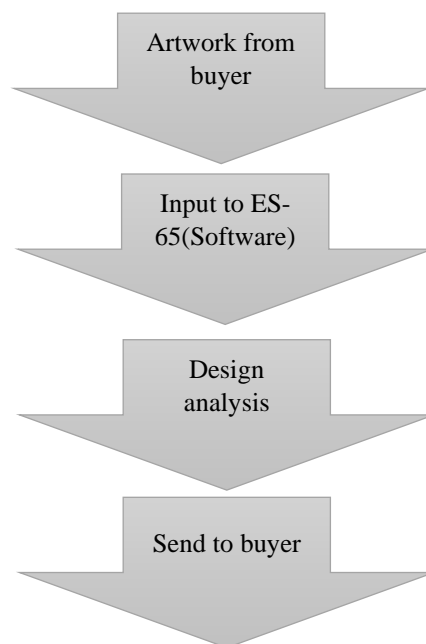 Artwork from
buyer
Input to ES-
65(Software)
Design
analysis
Send to buyer